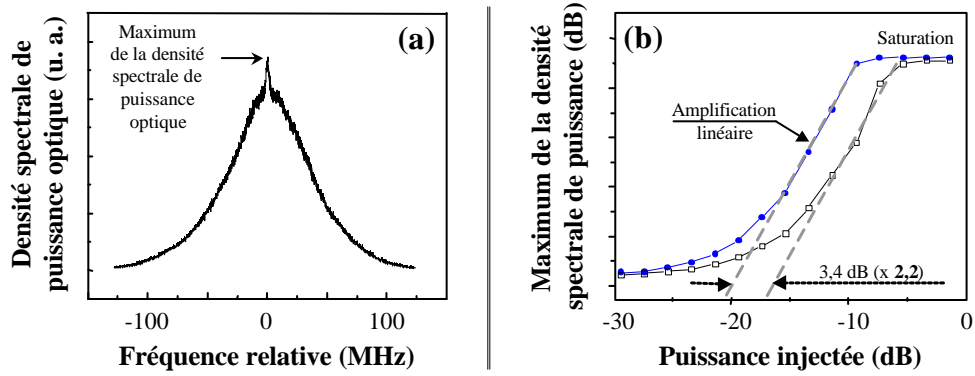 Densité spectrale de
puissance optique (u. a.)
Maximum
de la densité
spectrale de
puissance
optique
(a)
-100
0
100
Fréquence relative (MHz)
Maximum de la densité
spectrale de puissance (dB)
(b)
Saturation
Amplification
linéaire
3,4 dB (x 2,2)
-30
-20
-10
0
Puissance injectée (dB)